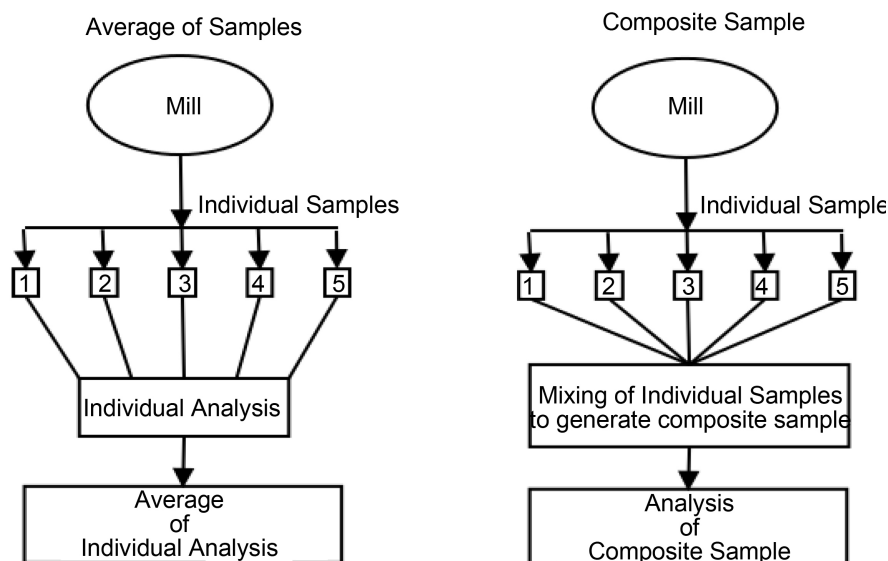 Average of Samples
Mill
Individual Samples
1 2 3 4 5
Individual Analysis
Average
of
Individual Analysis
Composite Sample
Mill
Individual Sample
1 2 3 4 5
Mixing of Individual Samples
to generate composite sample
Analysis
of
Composite Sample